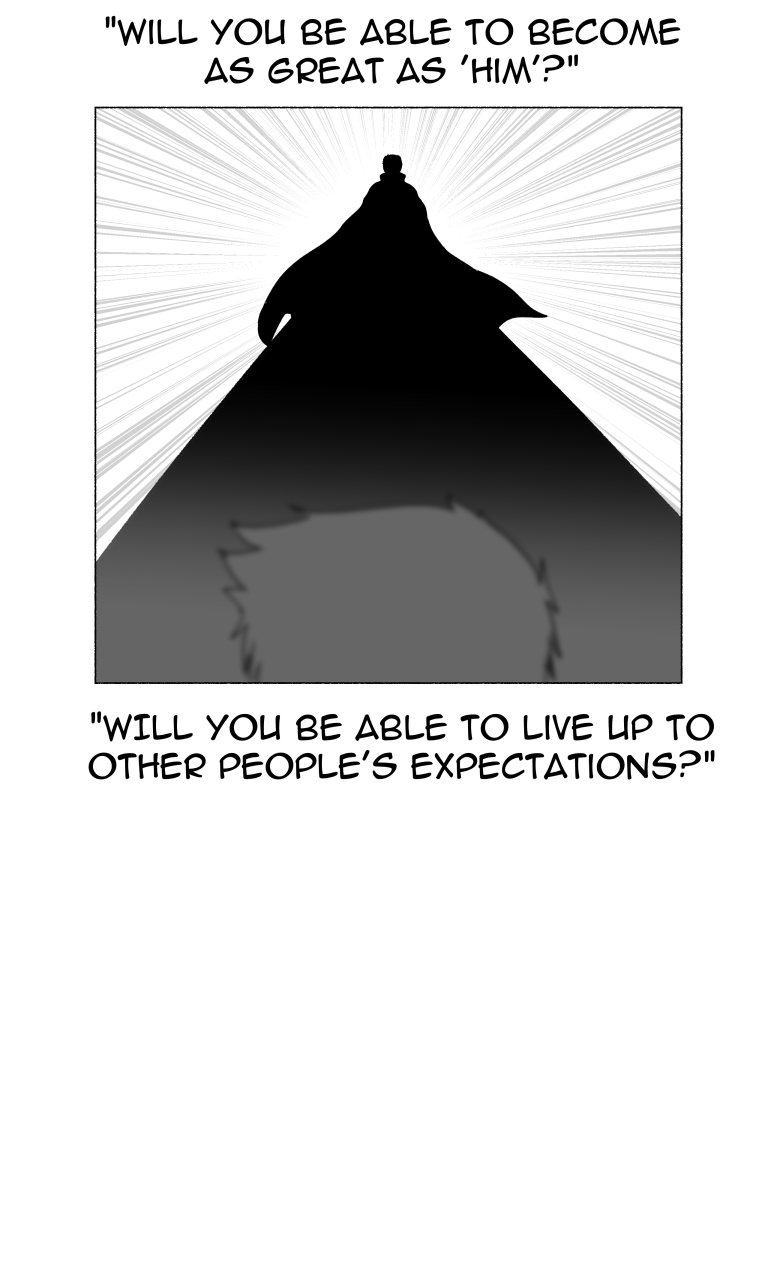 "WILL YOU BE ABLE TO BECOME
AS GREAT AS 'HIM'?"
"WILL YOU BE ABLE TO LIVE UP TO
OTHER PEOPLE'S EXPECTATIONS?"